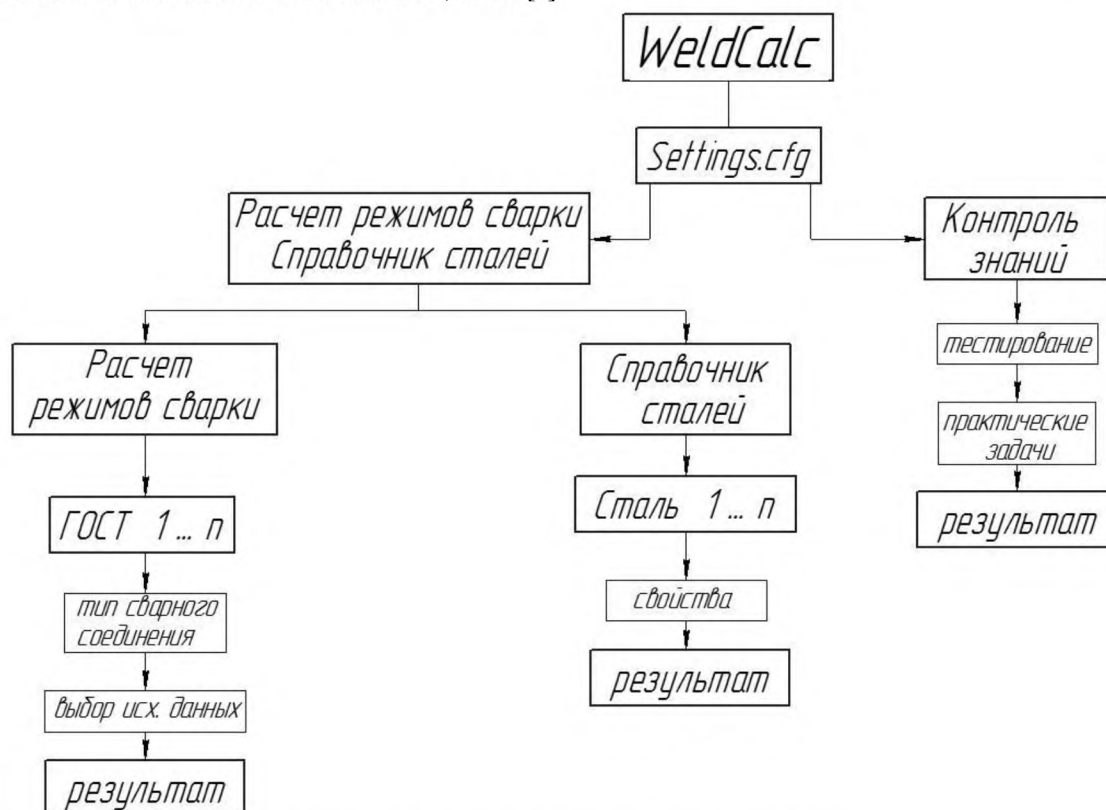 WeldCalc
Settings.cfg
Расчет режимов сварки
Справочник сталей
Контроль
знаний
Расчет
режимов сварки
Справочник
сталей
тестирование
практические
задачи
ГОСТ 1... n
Сталь 1... n
результат
тип сварного
соединения
свойства
выбор исх. данных
результат
результат